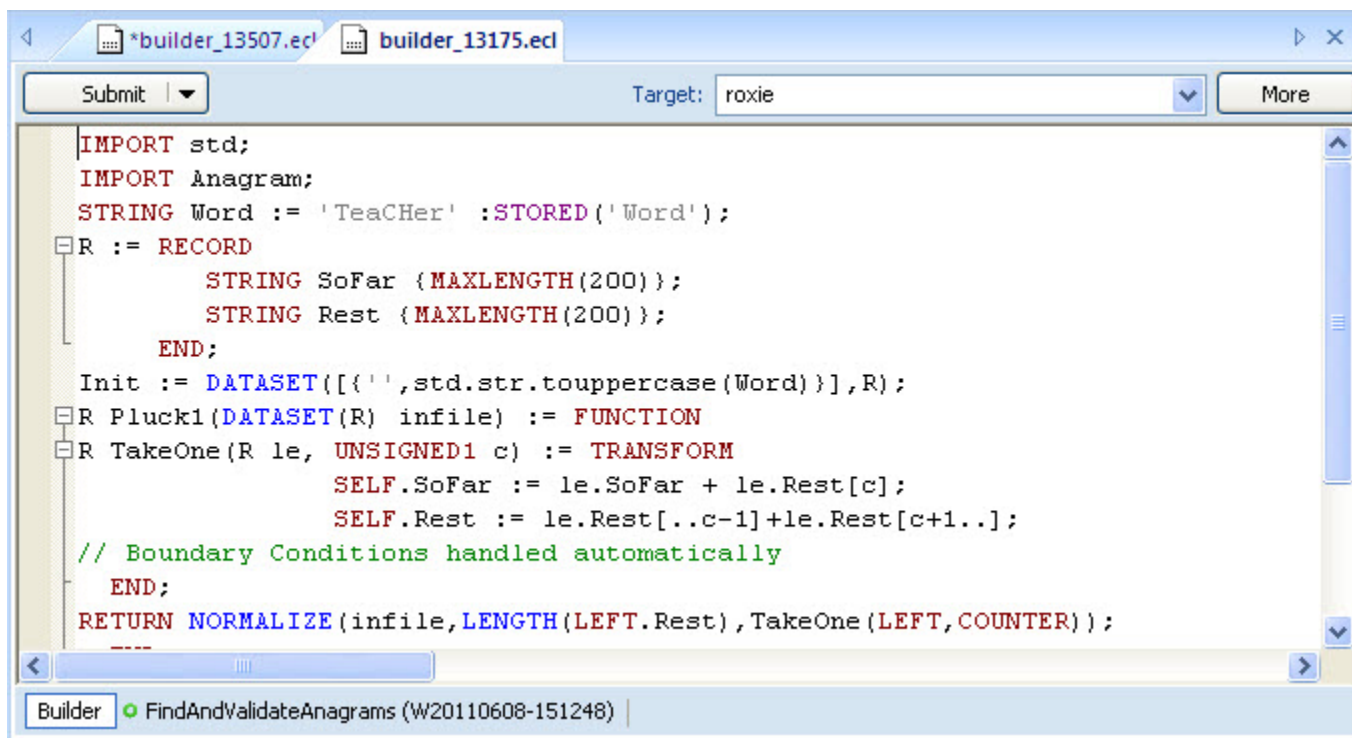 *builder_13507.ecl builder_13175.ecl
Submit Target: roxie More
IMPORT std;
IMPORT Anagram;
STRING Word := 'TeaCHer' :STORED('Word');
R := RECORD
STRING SoFar {MAXLENGTH(200)};
STRING Rest {MAXLENGTH(200)};
END;
Init := DATASET([{'',std.str.touppercase(Word)}],R);
R Pluck1(DATASET(R) infile) := FUNCTION
R TakeOne(R le, UNSIGNED1 c) := TRANSFORM
SELF.SoFar := le.SoFar + le.Rest[c];
SELF.Rest := le.Rest[..c-1]+le.Rest[c+1..];
// Boundary Conditions handled automatically
END;
RETURN NORMALIZE(infile,LENGTH(LEFT.Rest),TakeOne(LEFT,COUNTER));
Builder FindAndValidateAnagrams (W20110608-151248)